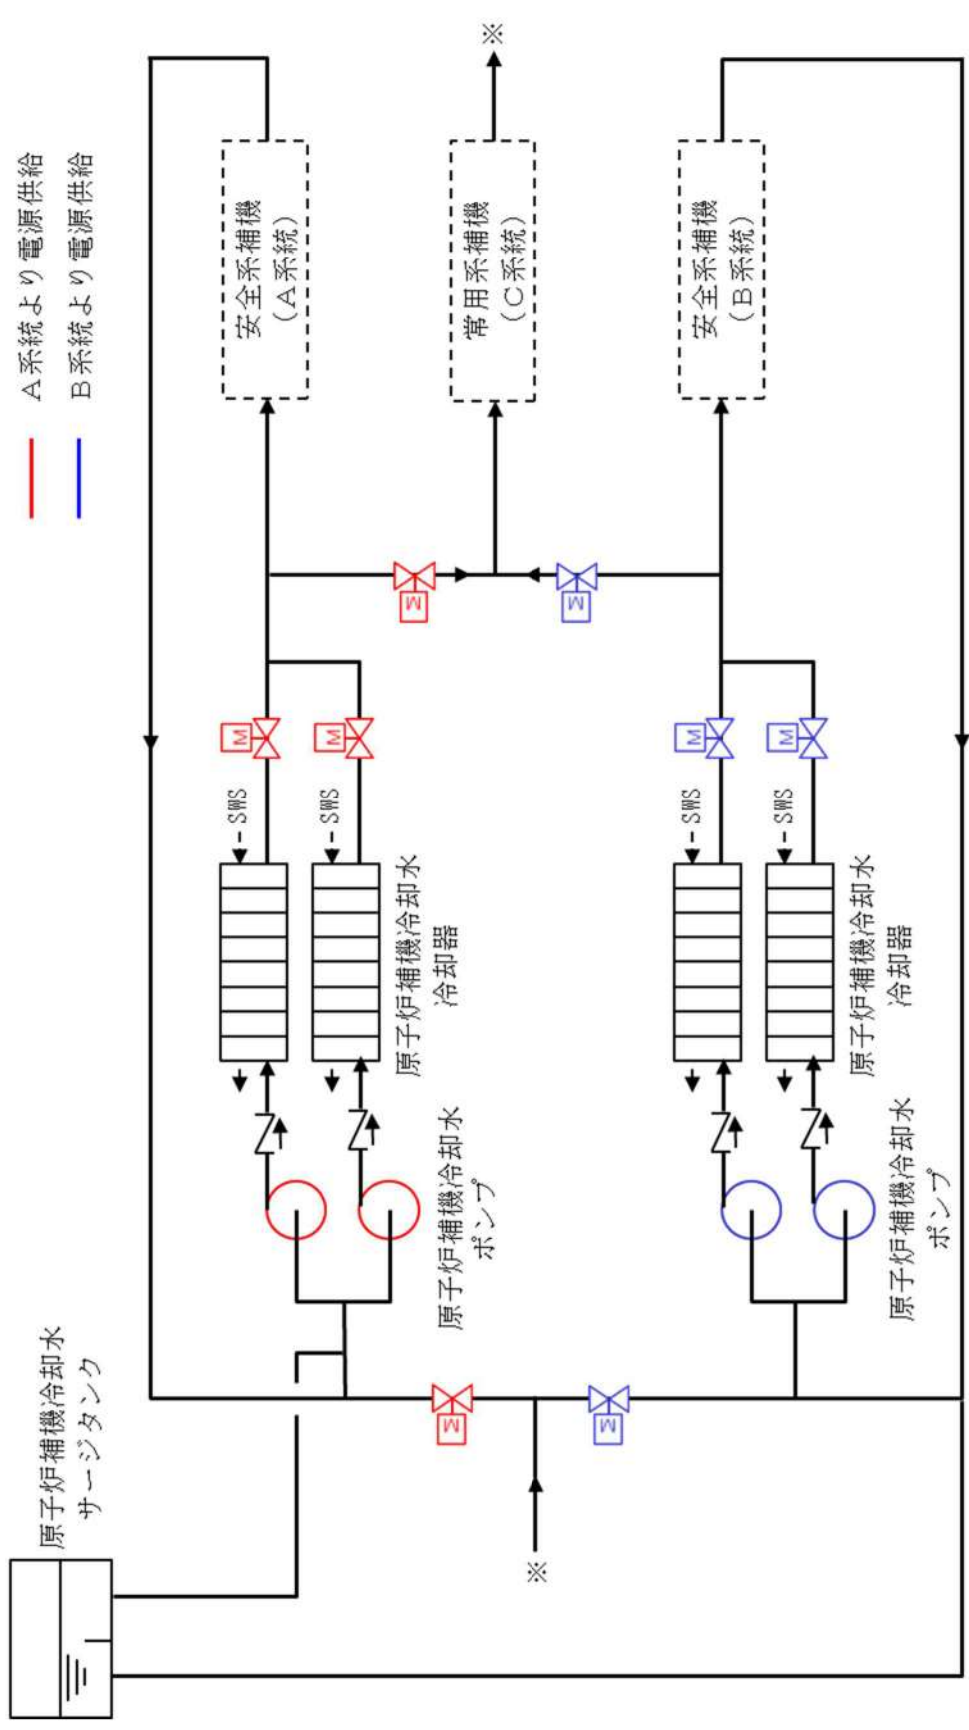 A系統より電源供給
B系統より電源供給
原子炉補機冷却水
サージタンク
※
安全系補機
(A系統)
常用系補機
(C系統)
安全系補機
(B系統)
M
M
M
M
M
M
SWS
SWS
SWS
SWS
原子炉補機冷却水
冷却器
原子炉補機冷却水
冷却器
原子炉補機冷却水
ポンプ
原子炉補機冷却水
ポンプ
M
M
※